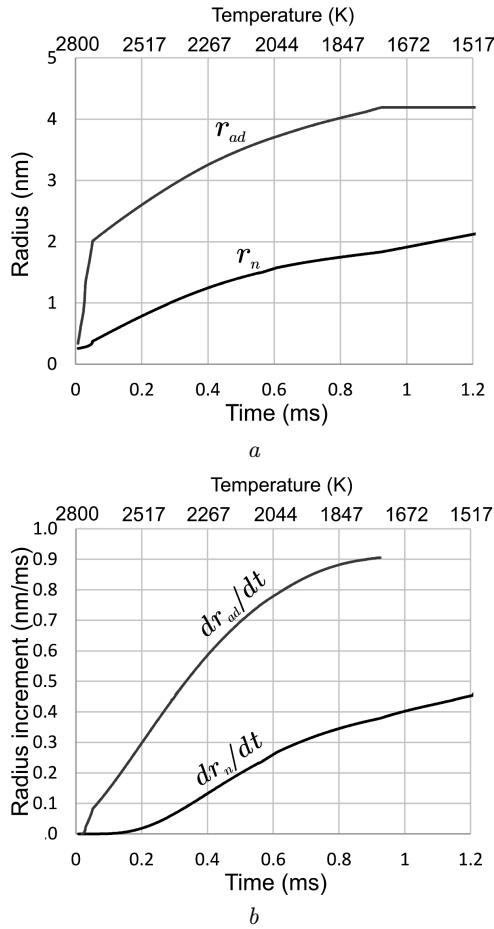 Temperature (K)
2800 2517 2267 2044 1847 1672 1517
5
4
3
2
1
0
Radius (nm)
r_ad
r_n
0 0.2 0.4 0.6 0.8 1 1.2
Time (ms)
a
Temperature (K)
2800 2517 2267 2044 1847 1672 1517
1.0
0.9
0.8
0.7
0.6
0.5
0.4
0.3
0.2
0.1
.0
Radius increment (nm/ms)
dr_ad/dt
dr_n/dt
0 0.2 0.4 0.6 0.8 1 1.2
Time (ms)
b